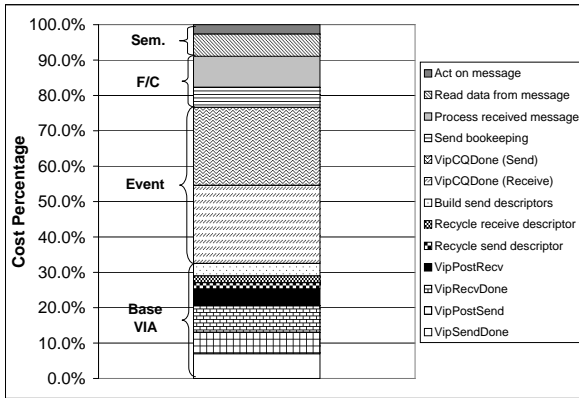 100.0%
90.0%
80.0%
70.0%
60.0%
50.0%
40.0%
30.0%
20.0%
10.0%
0.0%
Cost Percentage
Sem.
F/C
Event
Base
VIA
Act on message
Read data from message
Process received message
Send bookeeping
VipCQDone (Send)
VipCQDone (Receive)
Build send descriptors
Recycle receive descriptor
Recycle send descriptor
VipPostRecv
VipRecvDone
VipPostSend
VipSendDone